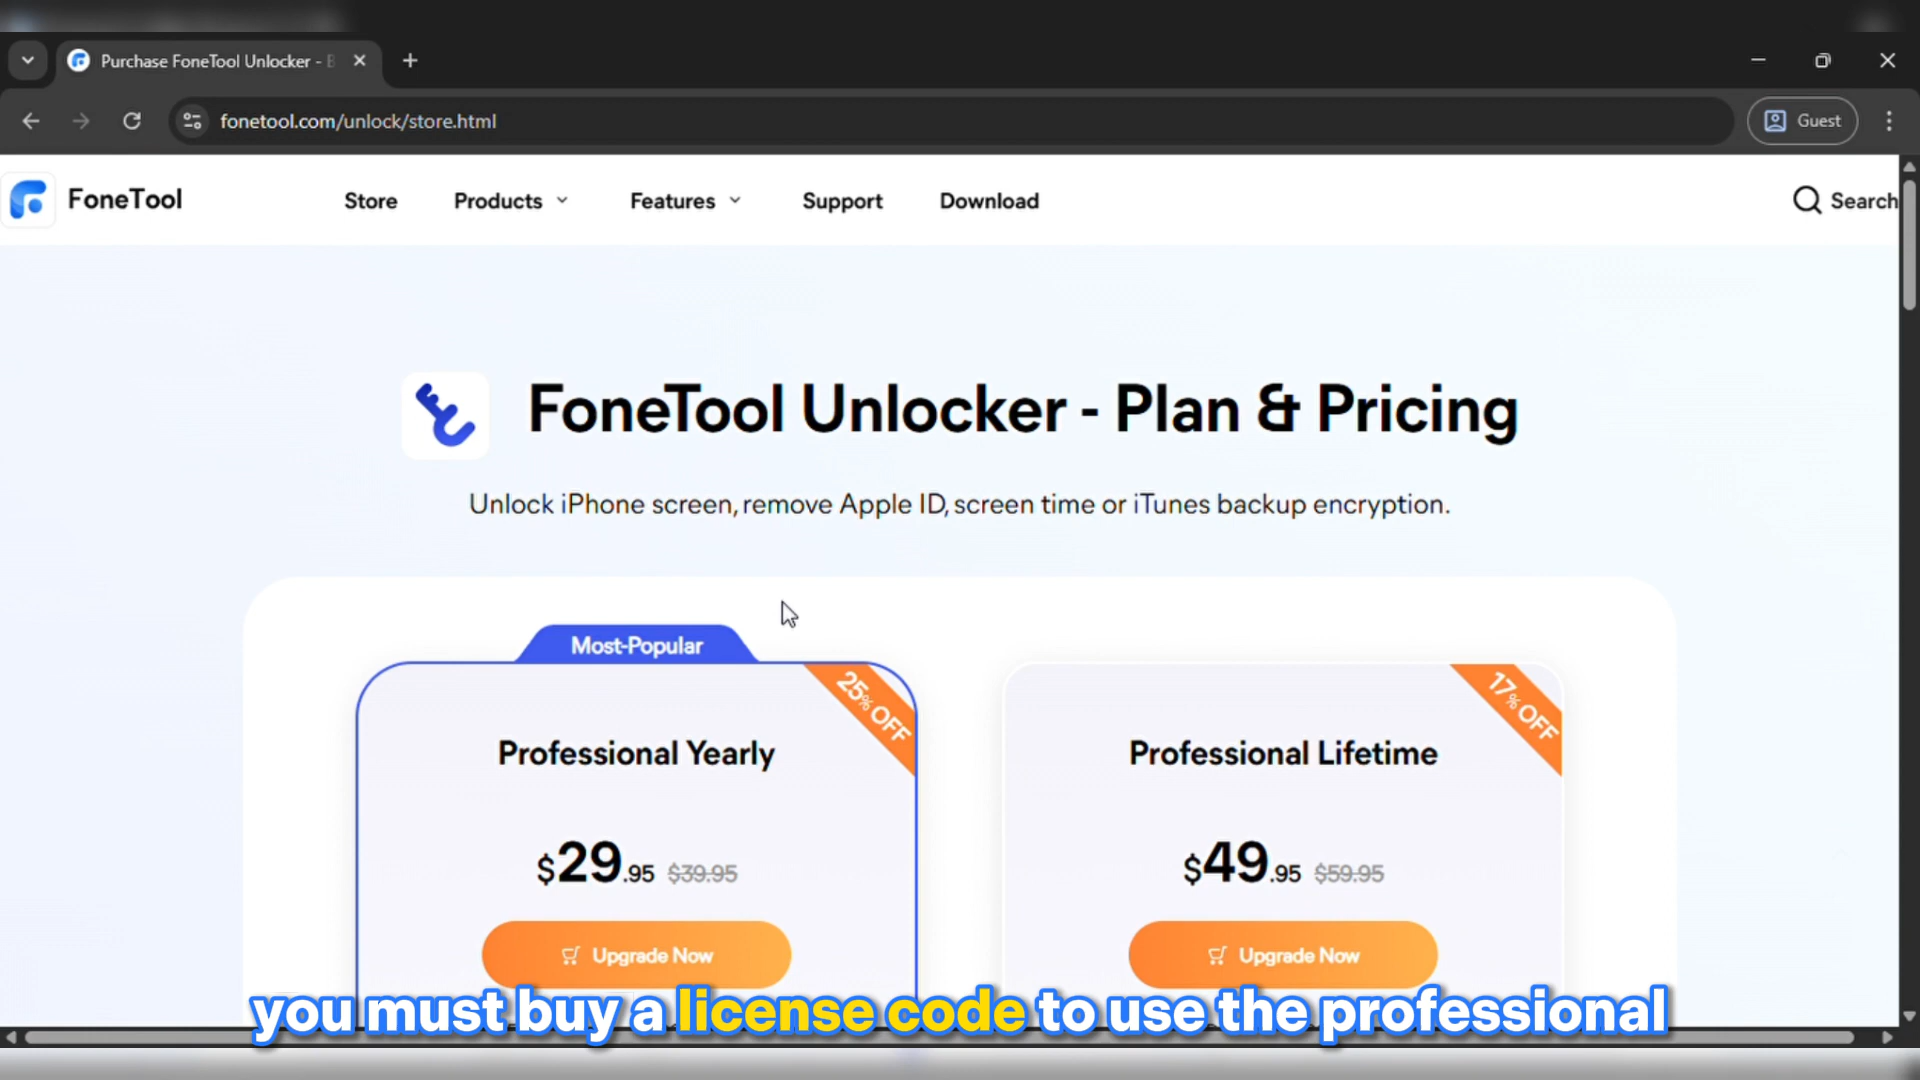 Purchase FoneTool Unlocker - B
fonetool.com/unlock/store.html
Guest
FoneTool
Store
Products
Features
Support
Download
Search
FoneTool Unlocker - Plan & Pricing
Unlock iPhone screen, remove Apple ID, screen time or iTunes backup encryption.
Most-Popular
25% OFF
Professional Yearly
$29.95 $39.95
Upgrade Now
17% OFF
Professional Lifetime
$49.95 $59.95
Upgrade Now
you must buy a license code to use the professional